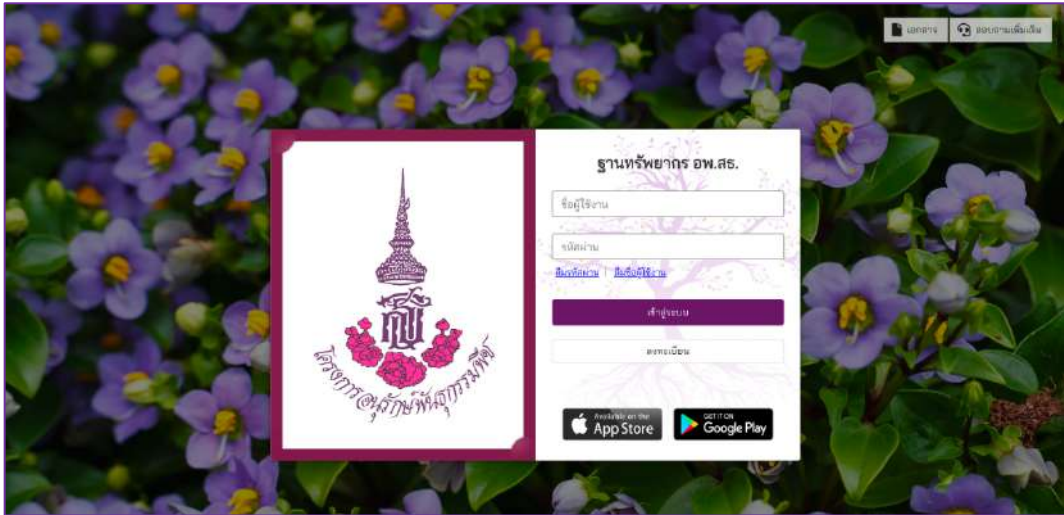 เอกสาร
สอบถามเพิ่มเติม
ฐานทรัพยากร อพ.สธ.
ชื่อผู้ใช้งาน
รหัสผ่าน
ลืมรหัสผ่าน | ลืมชื่อผู้ใช้งาน
เข้าสู่ระบบ
ลงทะเบียน
โครงการอนุรักษ์พันธุกรรมพืช
Available on the
App Store
GET IT ON
Google Play